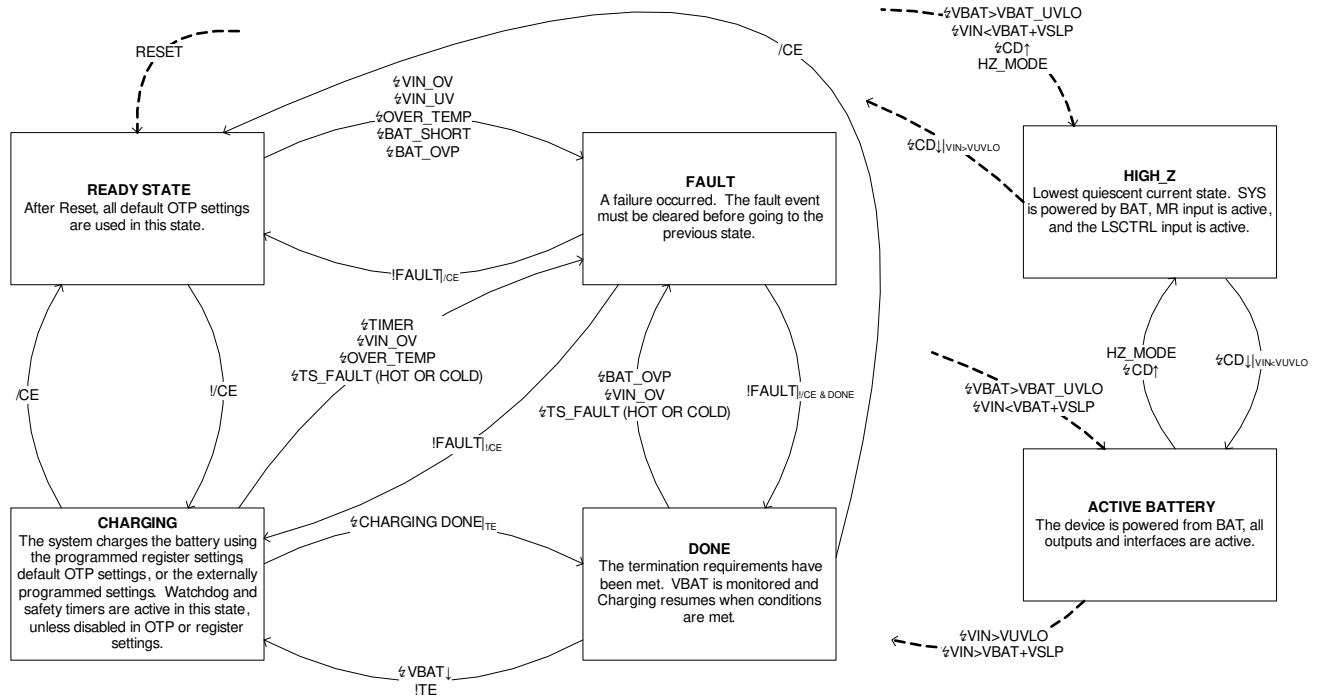 RESET
/CE
↯VIN_OV
↯VIN_UV
↯OVER_TEMP
↯BAT_SHORT
↯BAT_OVP
↯VBAT>VBAT_UVLO
↯VIN<VBAT+VSLP
↯CD↑
HZ_MODE
↯CD↓|VIN>VUVLO
READY STATE
After Reset, all default OTP settings
are used in this state.
FAULT
A failure occurred. The fault event
must be cleared before going to the
previous state.
HIGH_Z
Lowest quiescent current state. SYS
is powered by BAT, MR input is active,
and the LSCTRL input is active.
!FAULT|/CE
/CE
!/CE
↯TIMER
↯VIN_OV
↯OVER_TEMP
↯TS_FAULT (HOT OR COLD)
!FAULT|!/CE
↯BAT_OVP
↯VIN_OV
↯TS_FAULT (HOT OR COLD)
!FAULT|!/CE & DONE
HZ_MODE
↯CD↑
↯CD↓|VIN<VUVLO
↯VBAT>VBAT_UVLO
↯VIN<VBAT+VSLP
CHARGING
The system charges the battery using
the programmed register settings,
default OTP settings, or the externally
programmed settings. Watchdog and
safety timers are active in this state,
unless disabled in OTP or register
settings.
↯CHARGING DONE|TE
DONE
The termination requirements have
been met. VBAT is monitored and
Charging resumes when conditions
are met.
ACTIVE BATTERY
The device is powered from BAT, all
outputs and interfaces are active.
↯VBAT↓
!TE
↯VIN>VUVLO
↯VIN>VBAT+VSLP